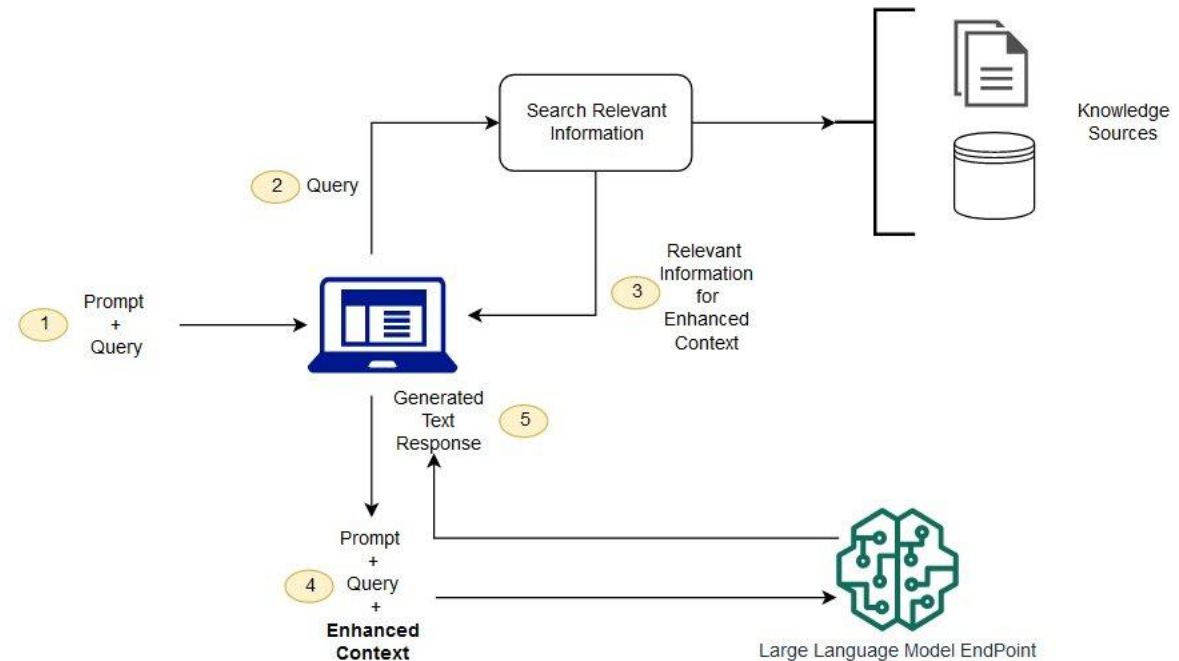 Search Relevant
Information
Knowledge
Sources
2
Query
Relevant
Information
for
Enhanced
Context
3
1
Prompt
+
Query
Generated
Text
Response
5
Prompt
+
Query
+
Enhanced
Context
4
Large Language Model EndPoint